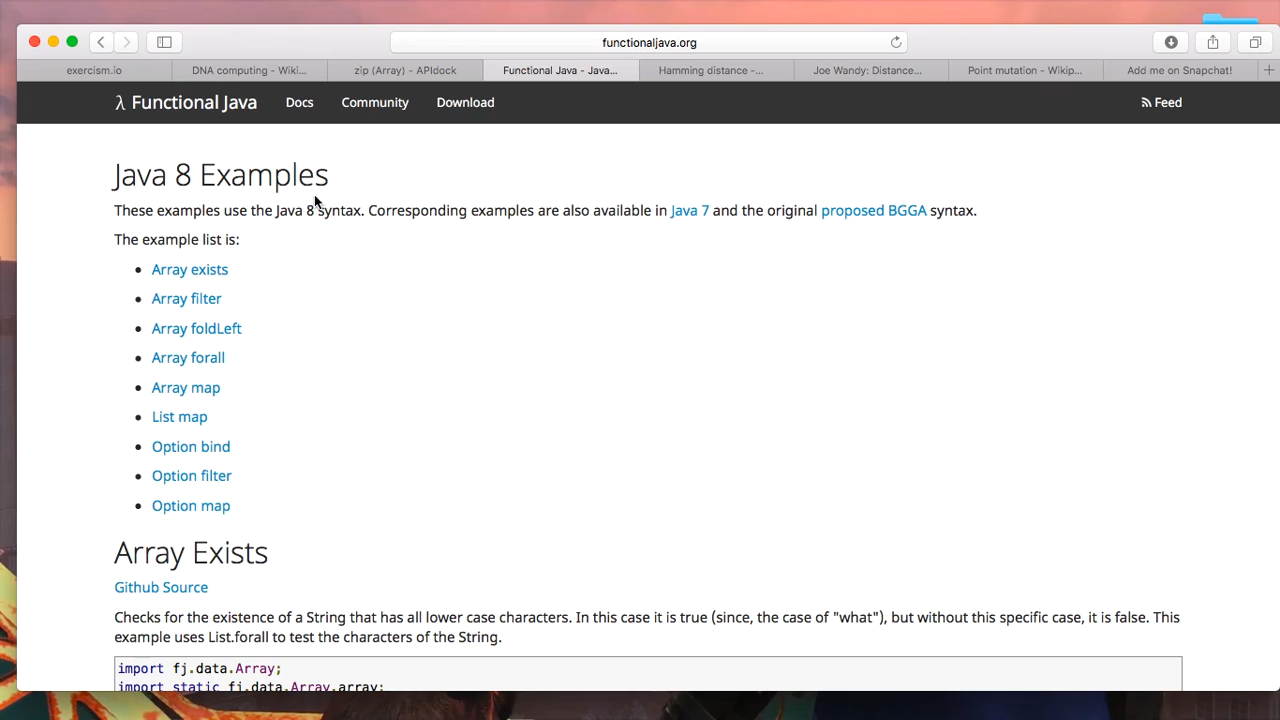 functionaljava.org
exercism.io
DNA computing - Wiki...
zip (Array) - APIdock
Functional Java - Java...
Hamming distance -...
Joe Wandy: Distance...
Point mutation - Wikip...
Add me on Snapchat!
λ Functional Java
Docs
Community
Download
Feed
Java 8 Examples
These examples use the Java 8 syntax. Corresponding examples are also available in Java 7 and the original proposed BGGA syntax.
The example list is:
• Array exists
• Array filter
• Array foldLeft
• Array forall
• Array map
• List map
• Option bind
• Option filter
• Option map
Array Exists
Github Source
Checks for the existence of a String that has all lower case characters. In this case it is true (since, the case of "what"), but without this specific case, it is false. This
example uses List.forall to test the characters of the String.
import fj.data.Array;
import static fj.data.Array.array;